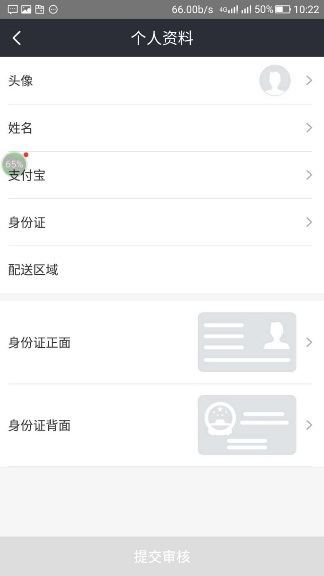 66.00b/s 4G 50% 10:22
个人资料
头像
姓名
65%
支付宝
身份证
配送区域
身份证正面
身份证背面
提交审核